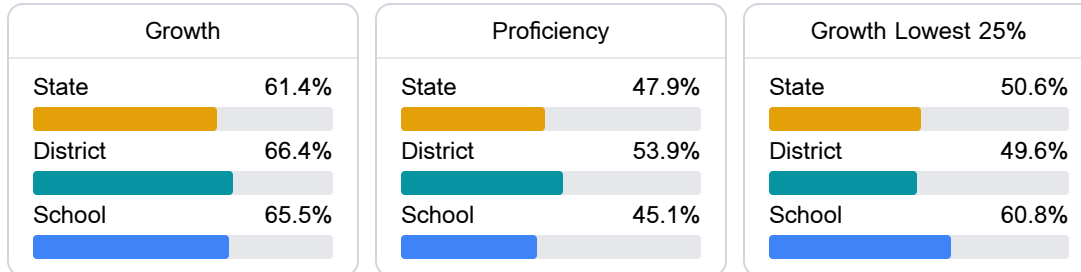 Growth
State 61.4%
District 66.4%
School 65.5%
Proficiency
State 47.9%
District 53.9%
School 45.1%
Growth Lowest 25%
State 50.6%
District 49.6%
School 60.8%